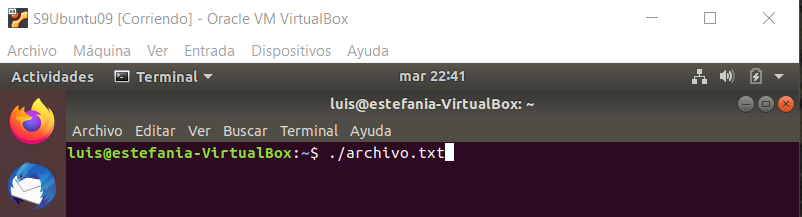 S9Ubuntu09 [Corriendo] - Oracle VM VirtualBox
Archivo Máquina Ver Entrada Dispositivos Ayuda
Actividades Terminal mar 22:41
luis@estefania-VirtualBox: ~
Archivo Editar Ver Buscar Terminal Ayuda
luis@estefania-VirtualBox:~$ ./archivo.txt